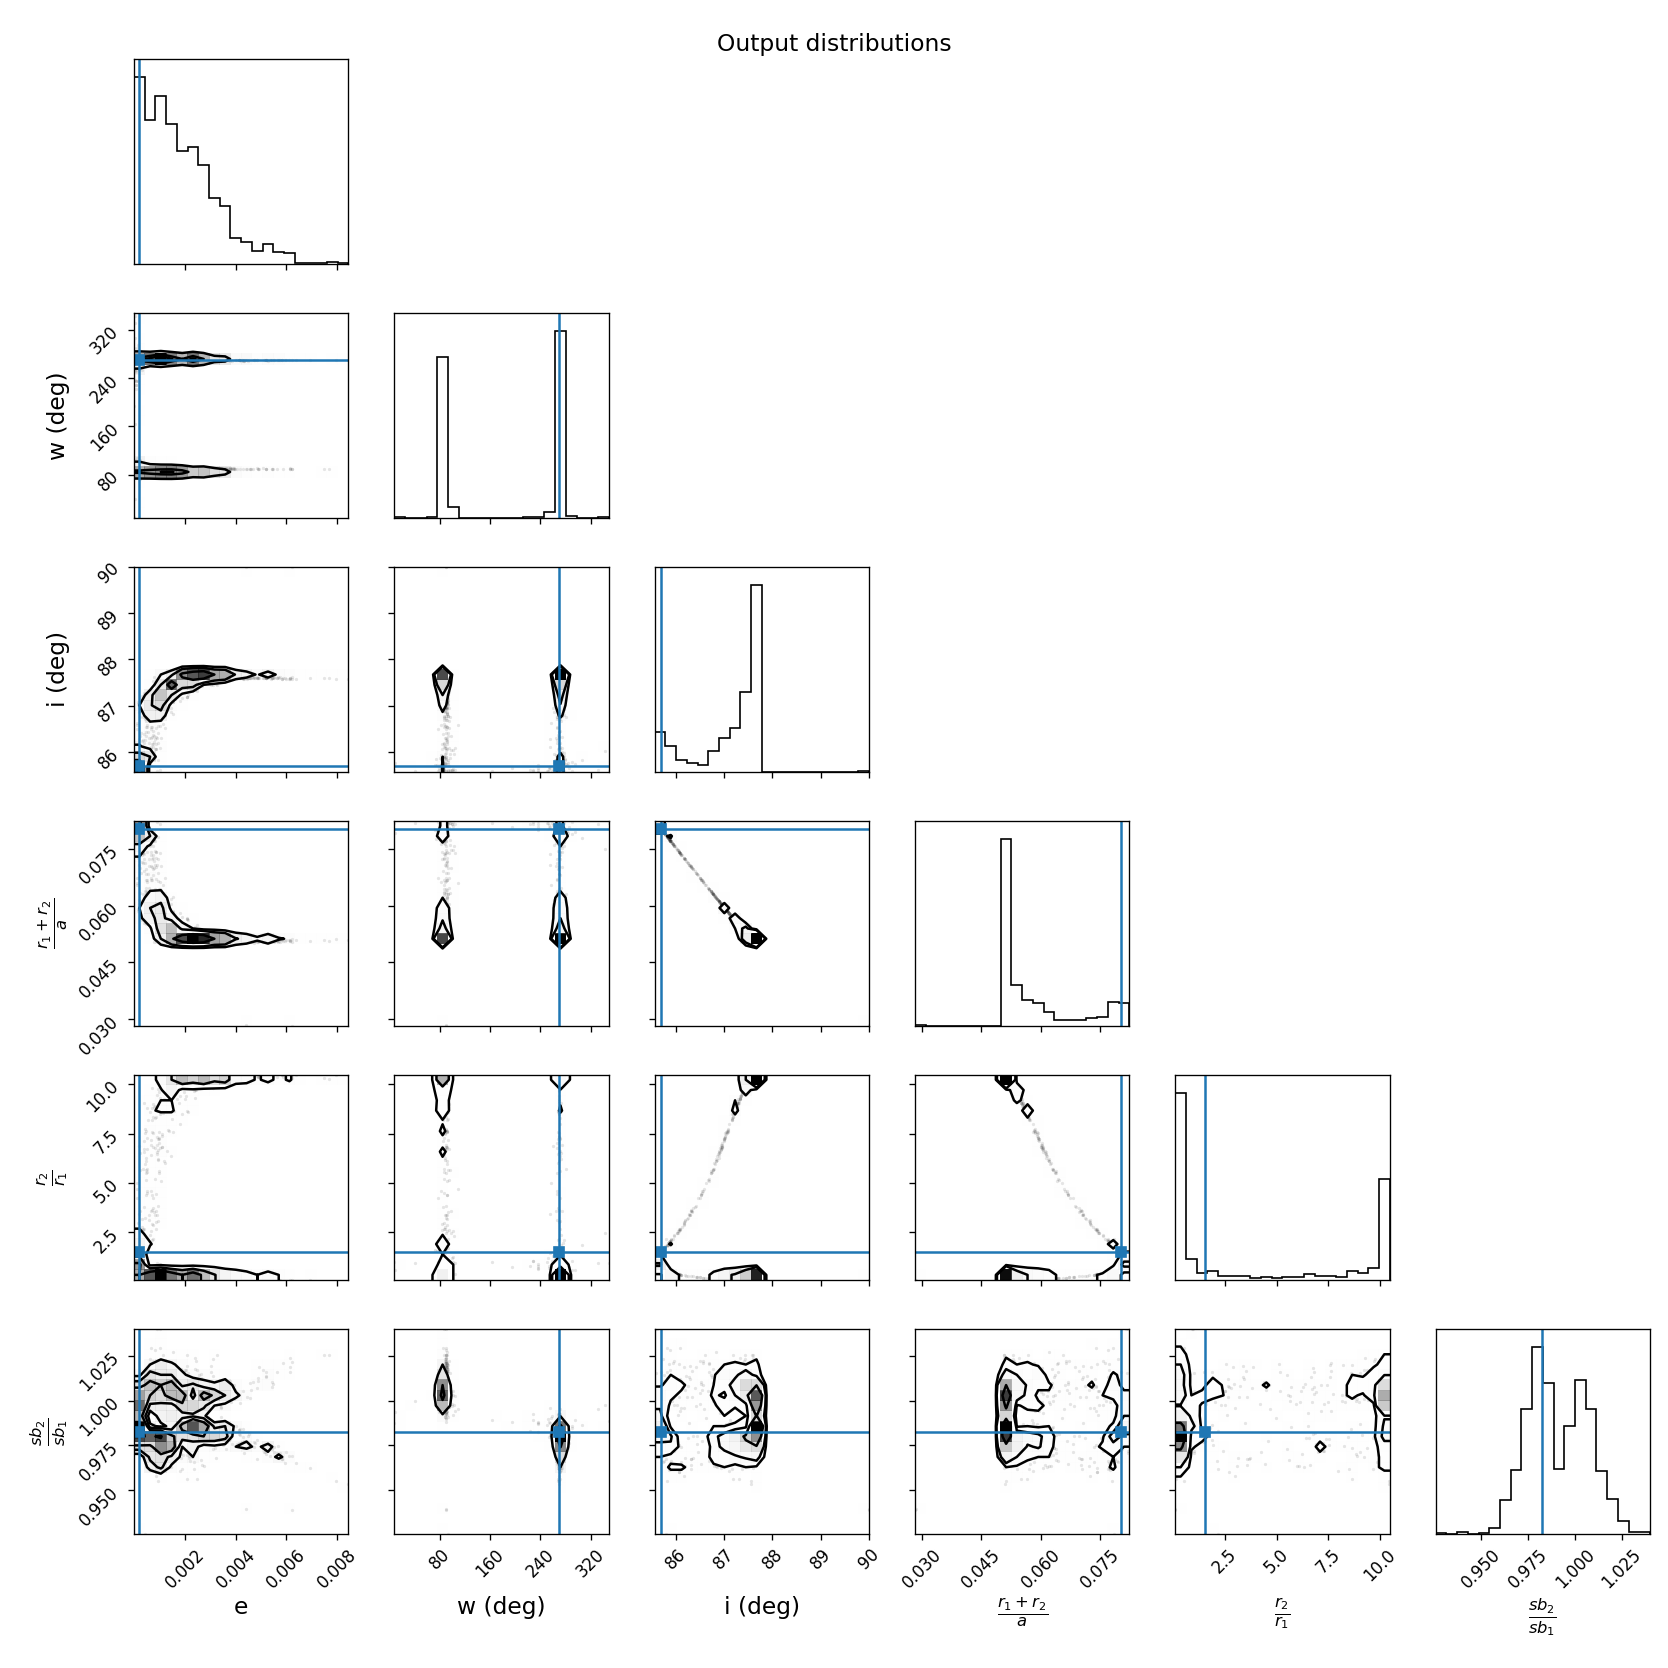 Output distributions
320
240
160
80
w (deg)
90
89
88
87
86
i (deg)
0.075
0.060
0.045
0.030
r₁ + r₂
a
10.0
7.5
5.0
2.5
r₂
r₁
1.025
1.000
0.975
0.950
sb₂
sb₁
0.002 0.004 0.006 0.008 80 160 240 320 86 87 88 89 90 0.030 0.045 0.060 0.075 2.5 5.0 7.5 10.0 0.950 0.975 1.000 1.025
e w (deg) i (deg) r₁ + r₂ r₂ sb₂
a r₁ sb₁